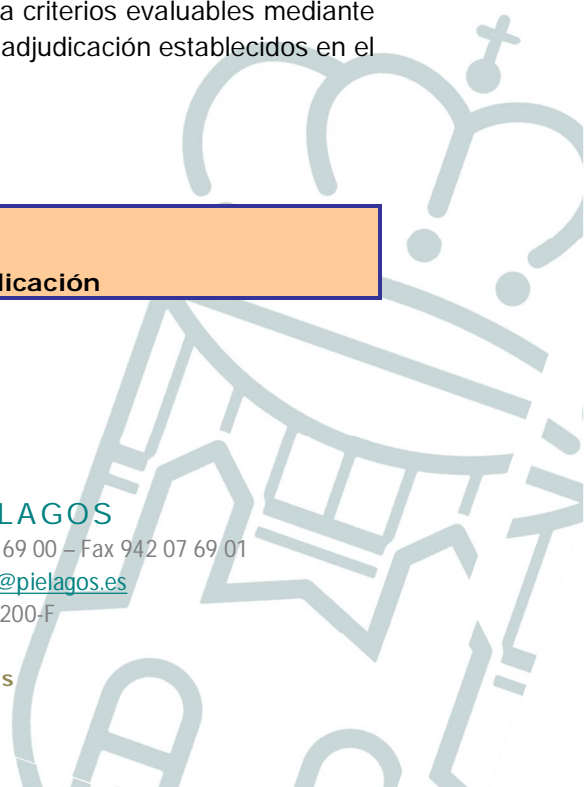 a criterios evaluables mediante
adjudicación establecidos en el
licación
LAGOS
69 00 – Fax 942 07 69 01
@pielagos.es
200-F
s